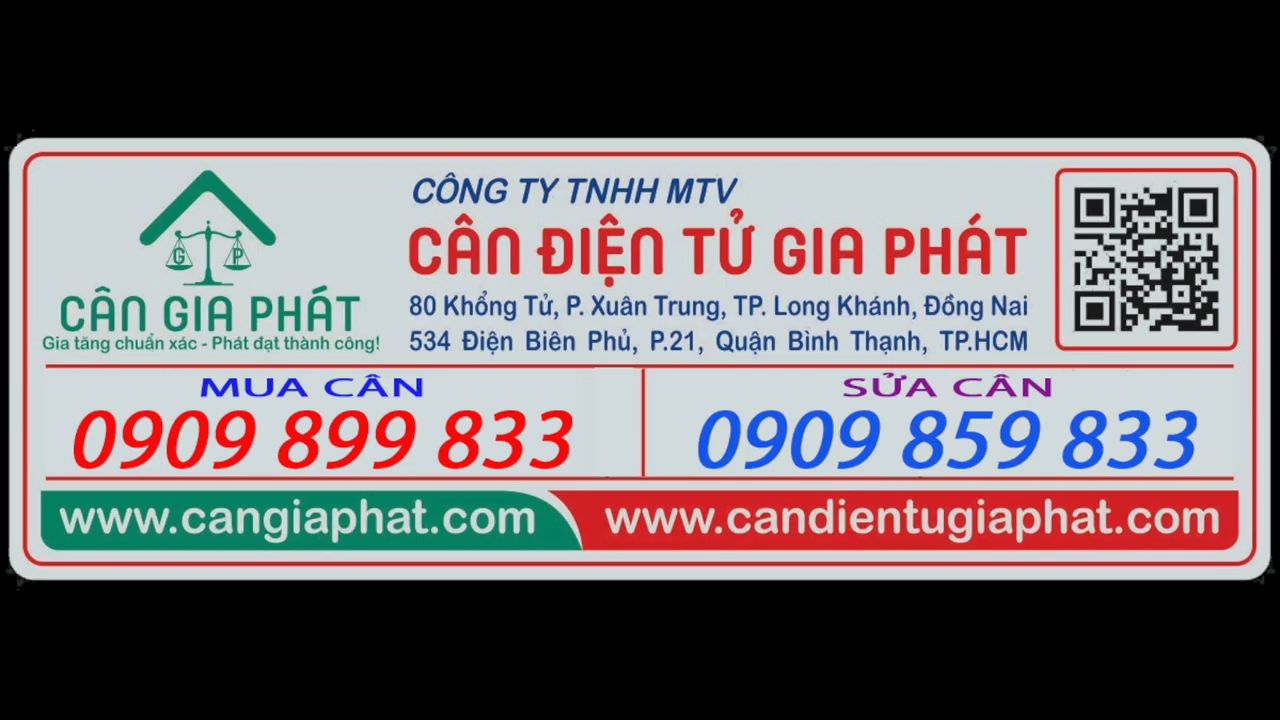 G P
CÂN GIA PHÁT
Gia tăng chuẩn xác - Phát đạt thành công!
CÔNG TY TNHH MTV
CÂN ĐIỆN TỬ GIA PHÁT
80 Khổng Tử, P. Xuân Trung, TP. Long Khánh, Đồng Nai
534 Điện Biên Phủ, P.21, Quận Bình Thạnh, TP.HCM
MUA CÂN
0909 899 833
SỬA CÂN
0909 859 833
www.cangiaphat.com
www.candientugiaphat.com